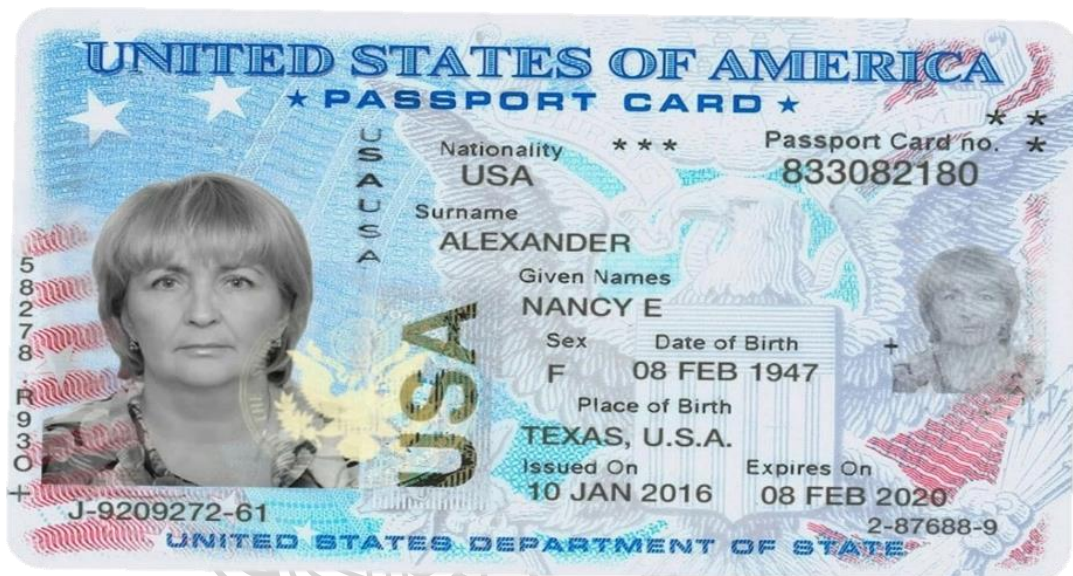 UNITED STATES OF AMERICA
★ PASSPORT CARD ★
USAUSA
Nationality * * * Passport Card no. * * *
USA 833082180
Surname
ALEXANDER
Given Names
NANCY E
Sex Date of Birth
F 08 FEB 1947
Place of Birth
TEXAS, U.S.A.
Issued On Expires On
10 JAN 2016 08 FEB 2020
USA
58278.R93O+
J-9209272-61
2-87688-9
UNITED STATES DEPARTMENT OF STATE